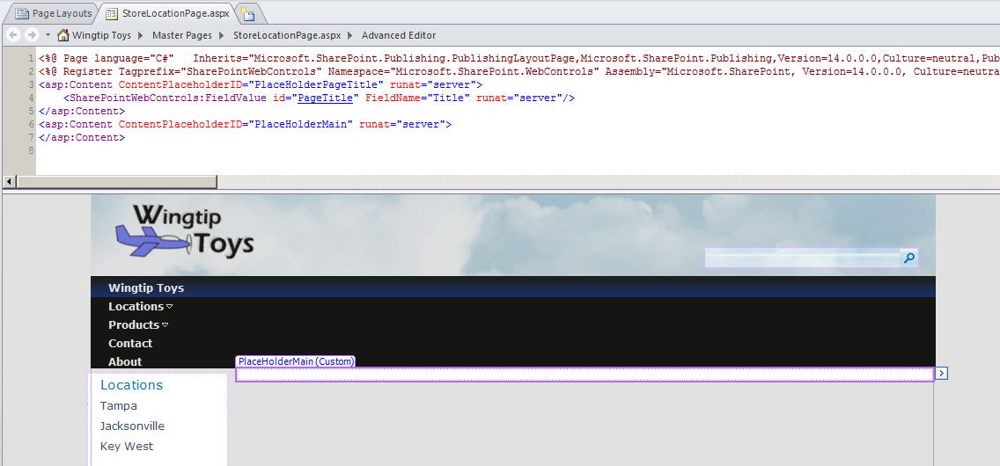 Page Layouts StoreLocationPage.aspx
Wingtip Toys Master Pages StoreLocationPage.aspx Advanced Editor
1 <%@ Page language="C#" Inherits="Microsoft.SharePoint.Publishing.PublishingLayoutPage,Microsoft.SharePoint.Publishing,Version=14.0.0.0,Culture=neutral,Pub
2 <%@ Register Tagprefix="SharePointWebControls" Namespace="Microsoft.SharePoint.WebControls" Assembly="Microsoft.SharePoint, Version=14.0.0.0, Culture=neutra
3 <asp:Content ContentPlaceholderID="PlaceHolderPageTitle" runat="server">
4 <SharePointWebControls:FieldValue id="PageTitle" FieldName="Title" runat="server"/>
5 </asp:Content>
6 <asp:Content ContentPlaceholderID="PlaceHolderMain" runat="server">
7 </asp:Content>
8
Wingtip
Toys
Wingtip Toys
Locations
Products
Contact
About
PlaceHolderMain (Custom)
Locations
Tampa
Jacksonville
Key West